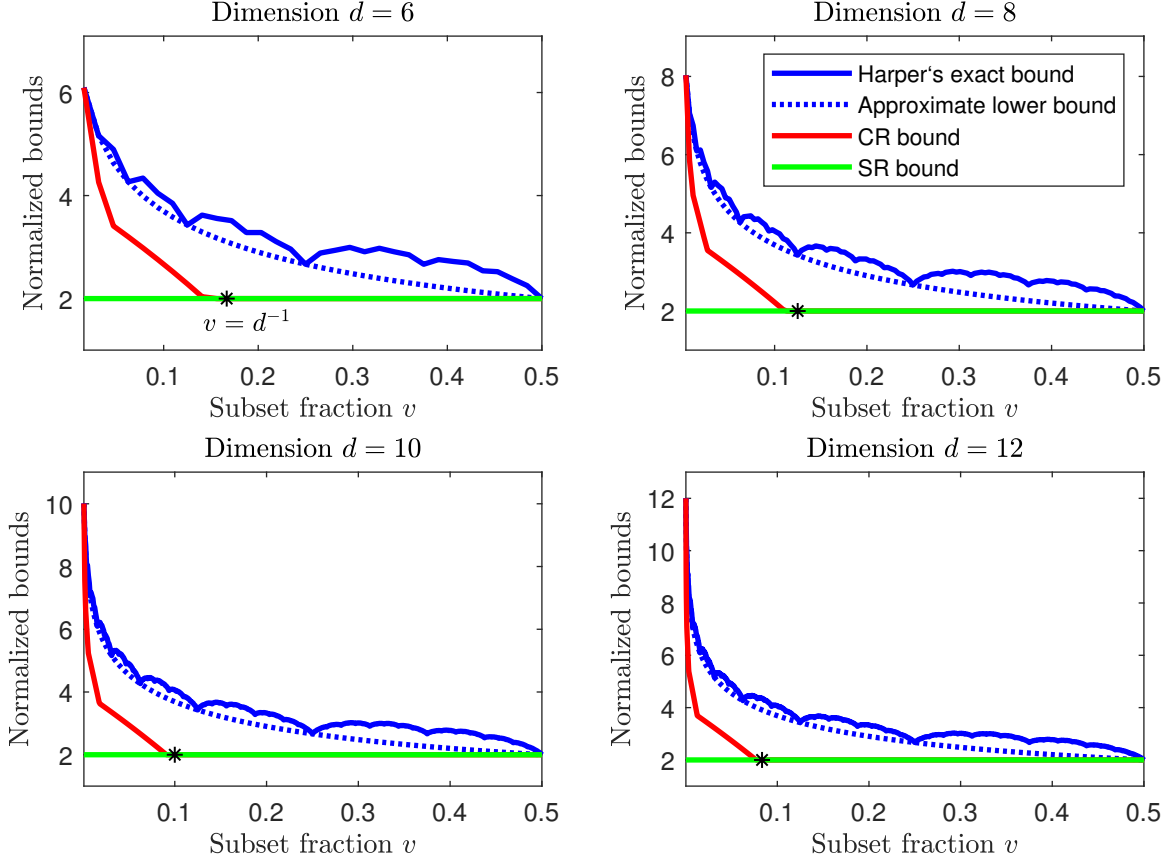 Dimension d = 6
Normalized bounds
6
4
2
v = d⁻¹
0.1
0.2
0.3
0.4
0.5
Subset fraction v
Dimension d = 8
Normalized bounds
8
6
4
2
Harper‘s exact bound
Approximate lower bound
CR bound
SR bound
0.1
0.2
0.3
0.4
0.5
Subset fraction v
Dimension d = 10
Normalized bounds
10
8
6
4
2
0.1
0.2
0.3
0.4
0.5
Subset fraction v
Dimension d = 12
Normalized bounds
12
10
8
6
4
2
0.1
0.2
0.3
0.4
0.5
Subset fraction v